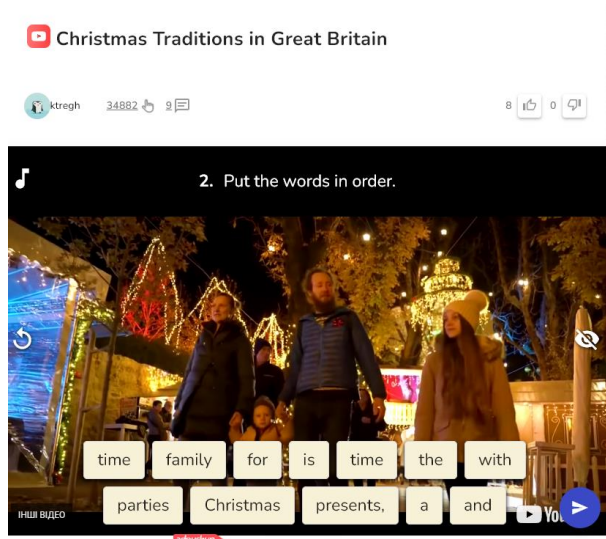 Christmas Traditions in Great Britain
ktregh 34882 9 8 0
2. Put the words in order.
time family for is time the with
parties Christmas presents, a and
ІНШІ ВІДЕО